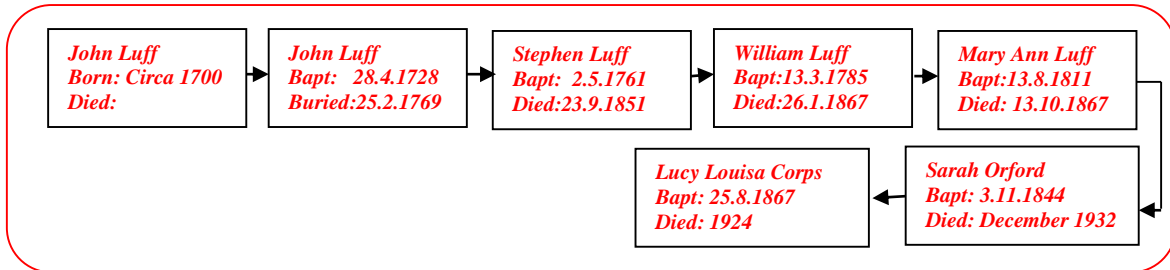 John Luff
Born: Circa 1700
Died:
John Luff
Bapt: 28.4.1728
Buried:25.2.1769
Stephen Luff
Bapt: 2.5.1761
Died:23.9.1851
William Luff
Bapt:13.3.1785
Died:26.1.1867
Mary Ann Luff
Bapt:13.8.1811
Died: 13.10.1867
Sarah Orford
Bapt: 3.11.1844
Died: December 1932
Lucy Louisa Corps
Bapt: 25.8.1867
Died: 1924